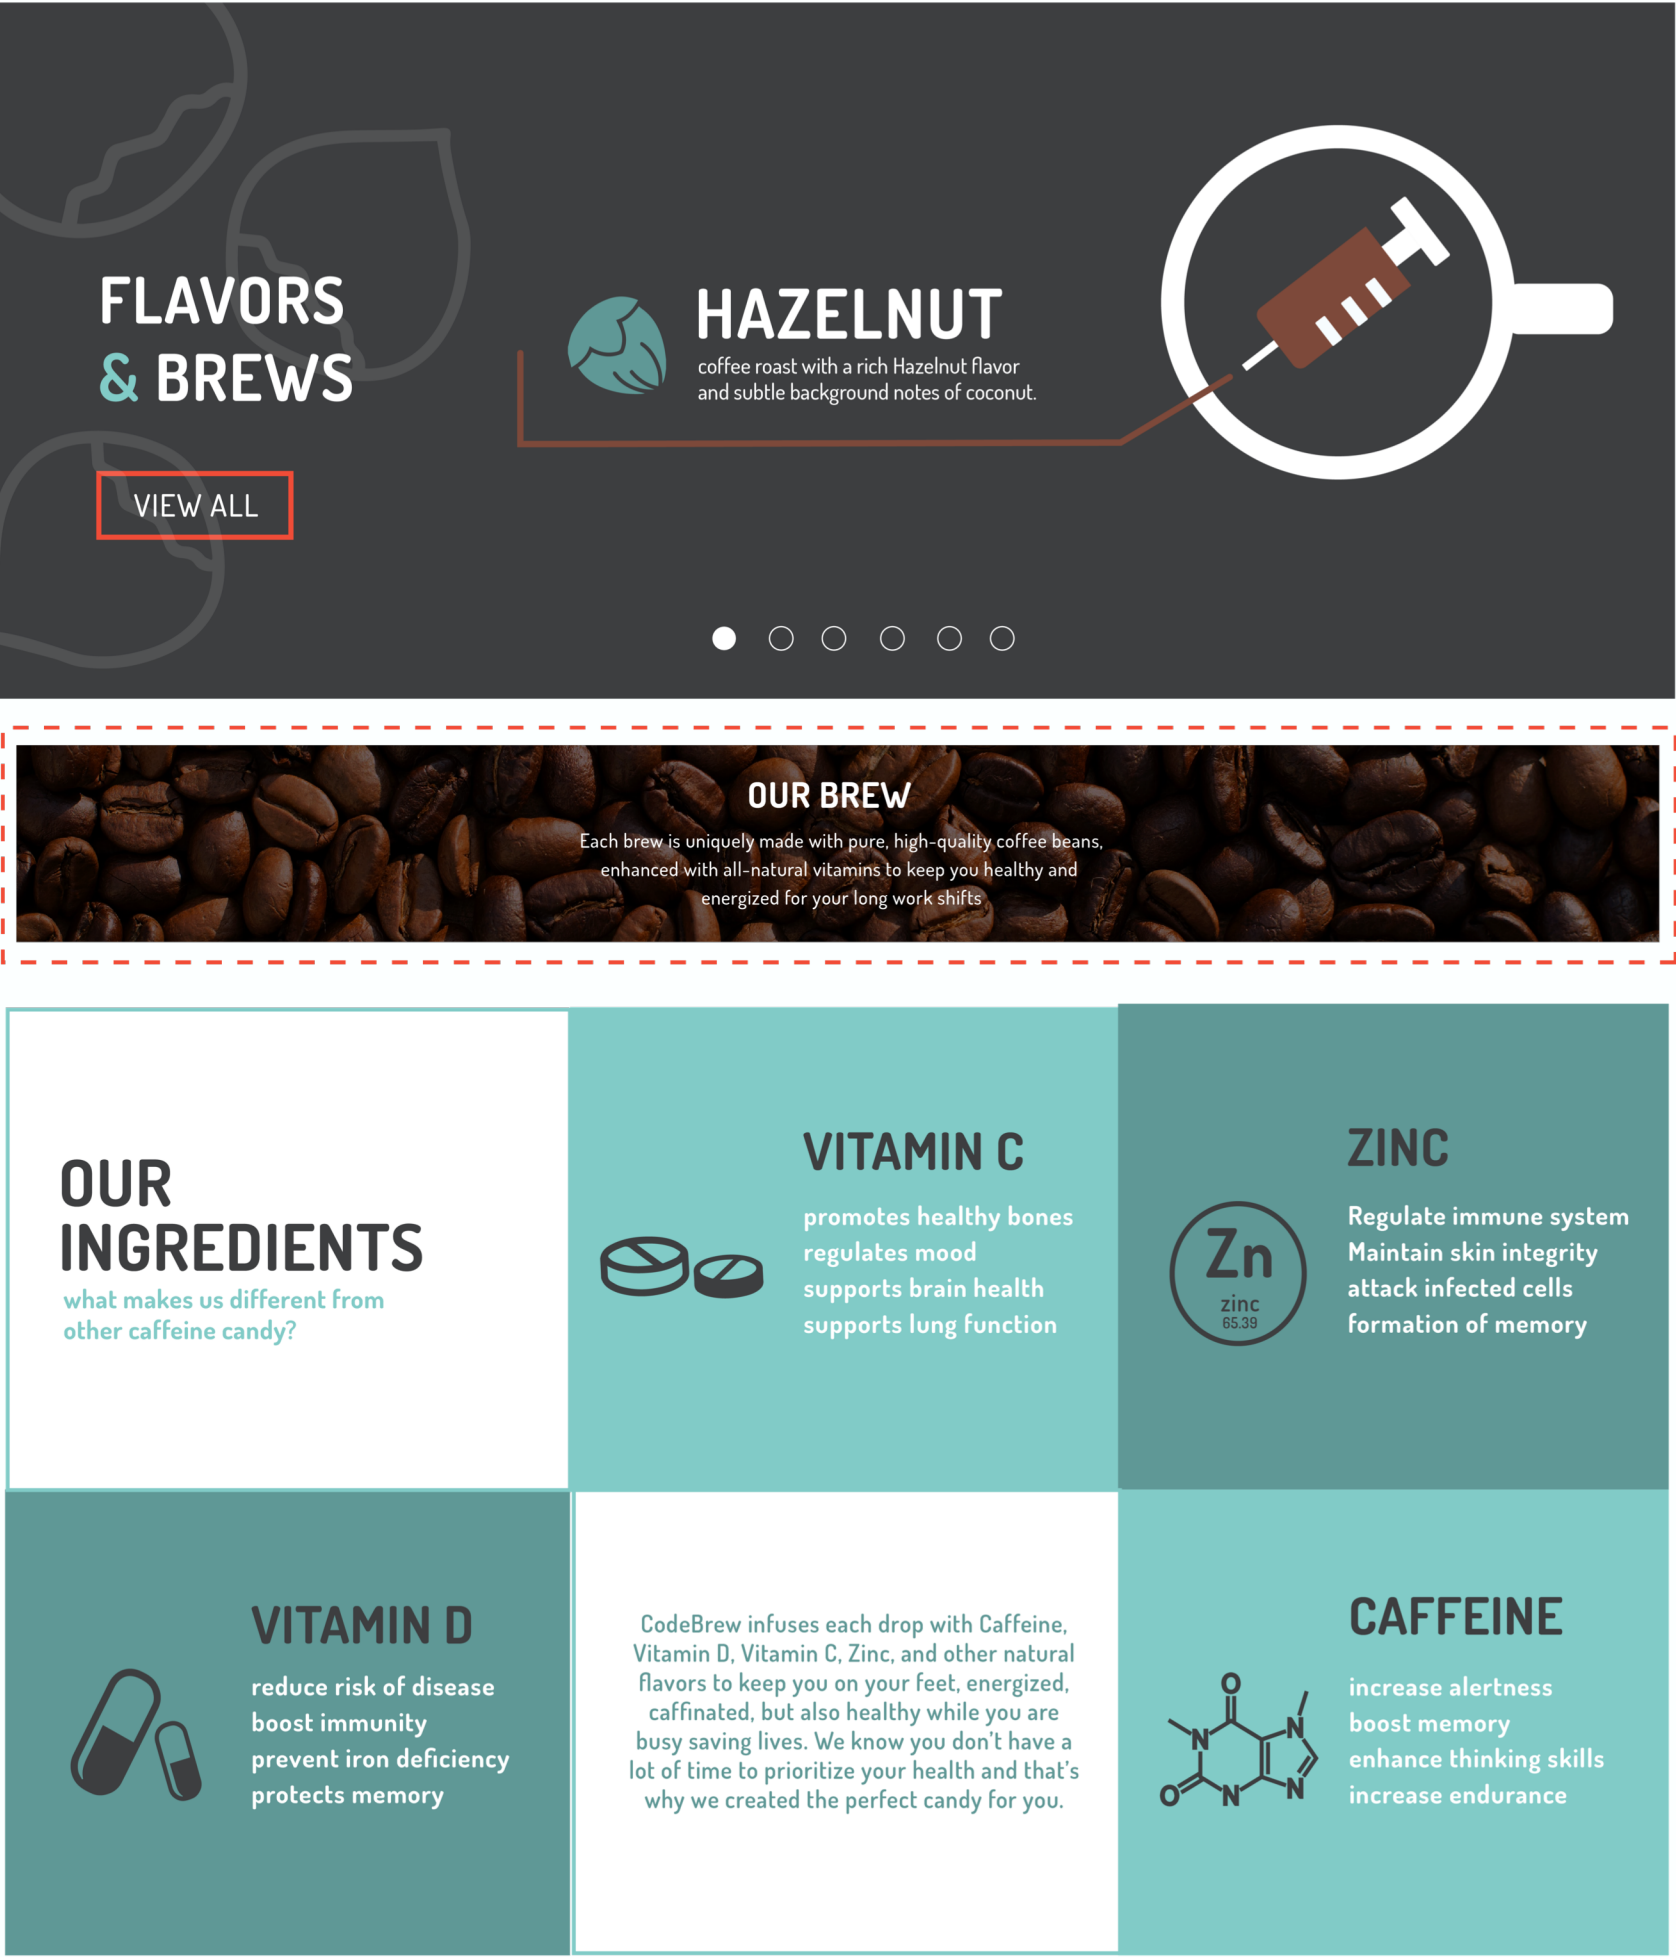 FLAVORS
& BREWS
VIEW ALL
HAZELNUT
coffee roast with a rich Hazelnut flavor
and subtle background notes of coconut.
OUR BREW
Each brew is uniquely made with pure, high-quality coffee beans,
enhanced with all-natural vitamins to keep you healthy and
energized for your long work shifts
OUR
INGREDIENTS
what makes us different from
other caffeine candy?
VITAMIN C
promotes healthy bones
regulates mood
supports brain health
supports lung function
ZINC
Zn
zinc
65.39
Regulate immune system
Maintain skin integrity
attack infected cells
formation of memory
VITAMIN D
reduce risk of disease
boost immunity
prevent iron deficiency
protects memory
CodeBrew infuses each drop with Caffeine,
Vitamin D, Vitamin C, Zinc, and other natural
flavors to keep you on your feet, energized,
caffinated, but also healthy while you are
busy saving lives. We know you don't have a
lot of time to prioritize your health and that's
why we created the perfect candy for you.
CAFFEINE
O
N
N
O
N
N
increase alertness
boost memory
enhance thinking skills
increase endurance